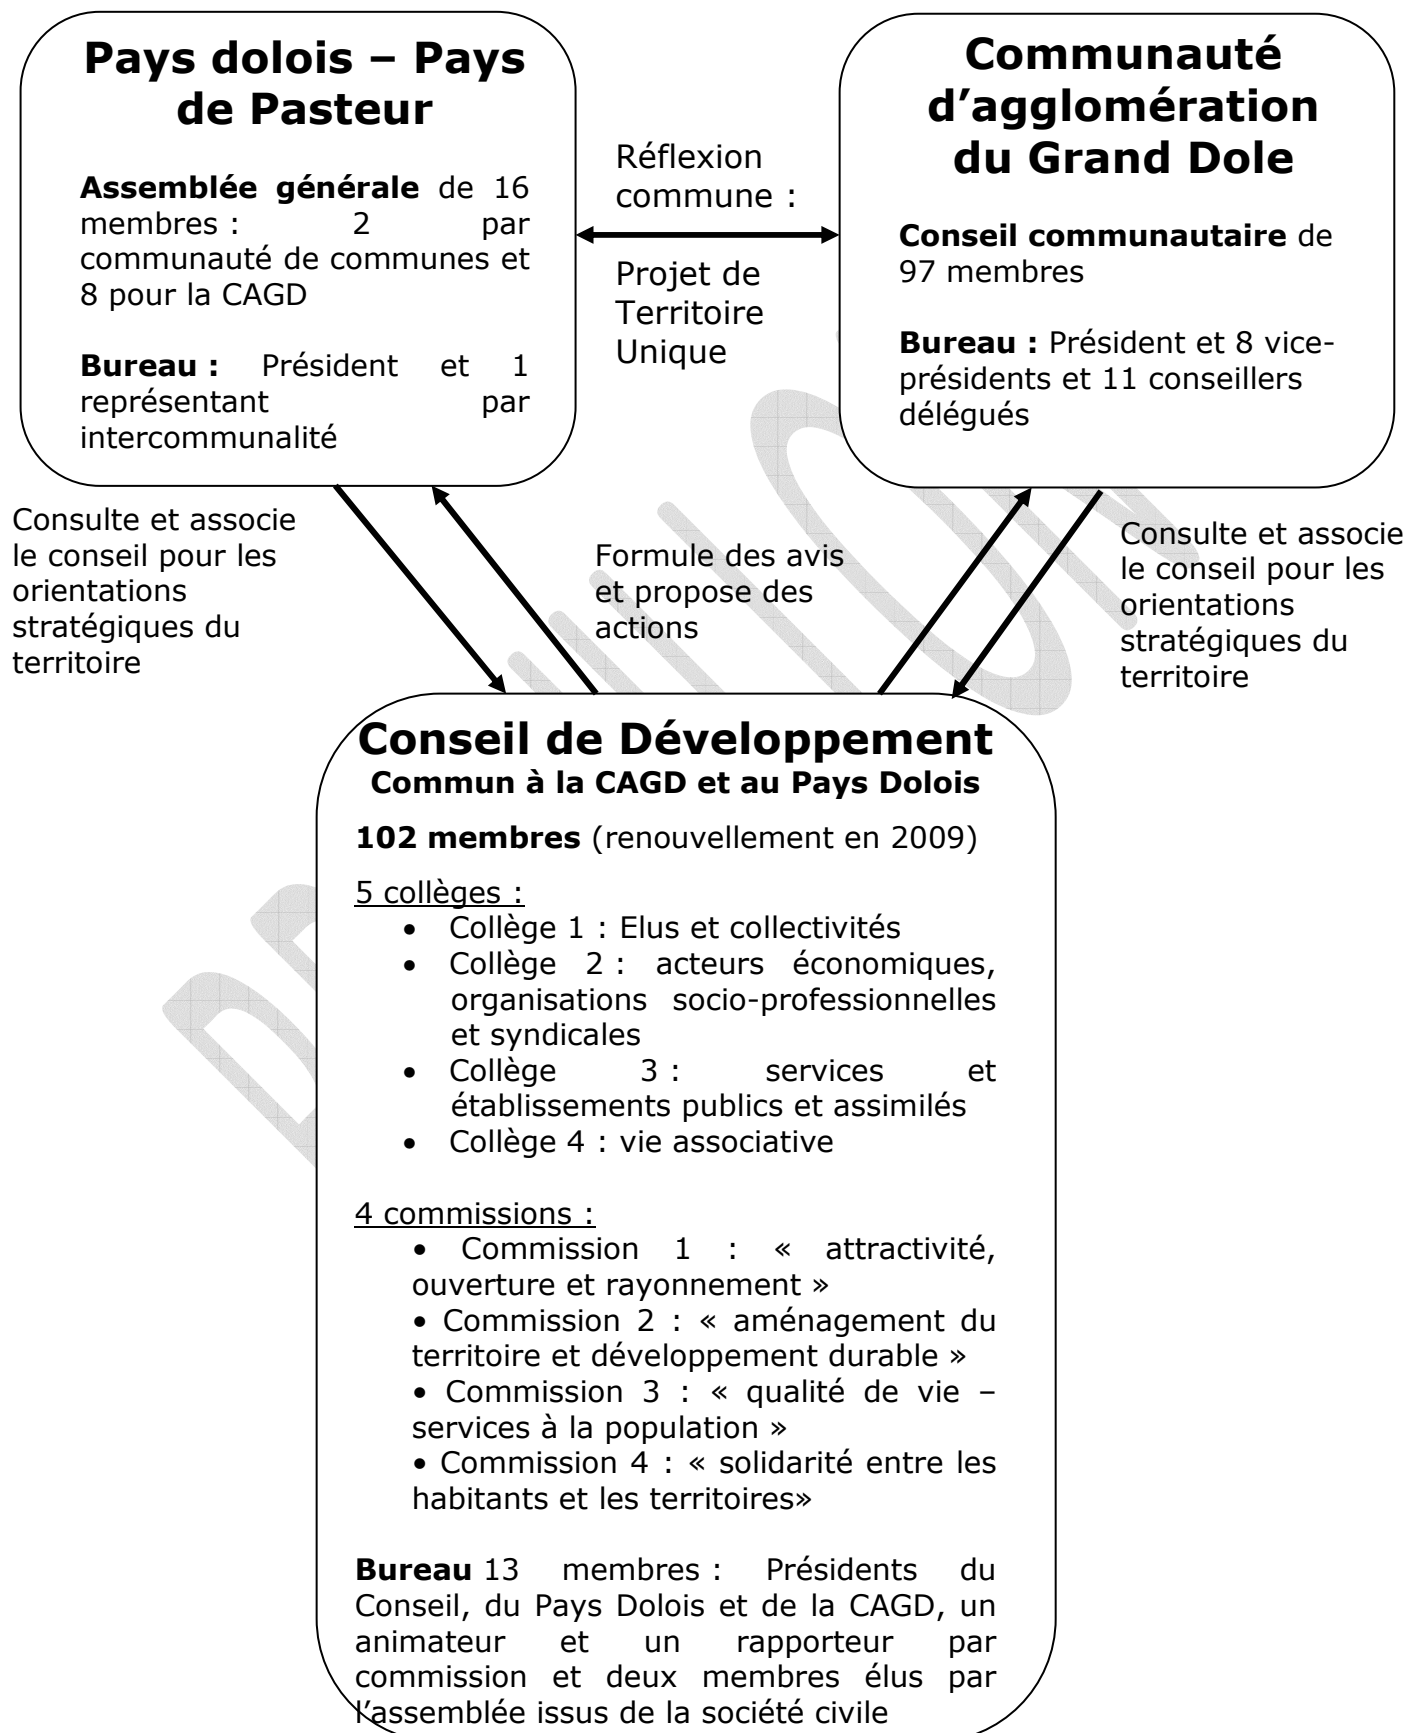 Pays dolois – Pays
de Pasteur
Assemblée générale de 16
membres : 2 par
communauté de communes et
8 pour la CAGD
Bureau : Président et 1
représentant par
intercommunalité
Réflexion
commune :
Projet de
Territoire
Unique
Communauté
d’agglomération
du Grand Dole
Conseil communautaire de
97 membres
Bureau : Président et 8 vice-
présidents et 11 conseillers
délégués
Consulte et associe
le conseil pour les
orientations
stratégiques du
territoire
Formule des avis
et propose des
actions
Consulte et associe
le conseil pour les
orientations
stratégiques du
territoire
Conseil de Développement
Commun à la CAGD et au Pays Dolois
102 membres (renouvellement en 2009)
5 collèges :
• Collège 1 : Elus et collectivités
• Collège 2 : acteurs économiques,
organisations socio-professionnelles
et syndicales
• Collège 3 : services et
établissements publics et assimilés
• Collège 4 : vie associative
4 commissions :
• Commission 1 : « attractivité,
ouverture et rayonnement »
• Commission 2 : « aménagement du
territoire et développement durable »
• Commission 3 : « qualité de vie –
services à la population »
• Commission 4 : « solidarité entre les
habitants et les territoires»
Bureau 13 membres : Présidents du
Conseil, du Pays Dolois et de la CAGD, un
animateur et un rapporteur par
commission et deux membres élus par
l’assemblée issus de la société civile